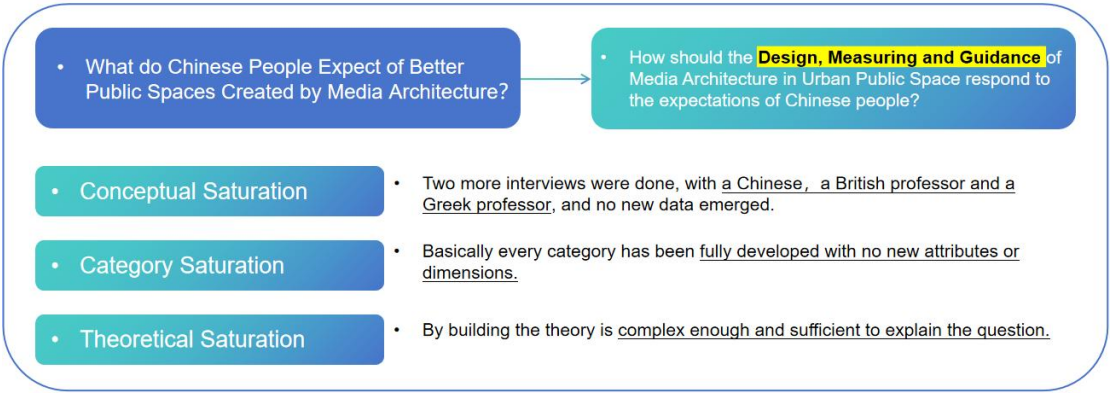 • What do Chinese People Expect of Better
Public Spaces Created by Media Architecture?
• How should the Design, Measuring and Guidance of
Media Architecture in Urban Public Space respond to
the expectations of Chinese people?
• Conceptual Saturation
• Two more interviews were done, with a Chinese，a British professor and a
Greek professor, and no new data emerged.
• Category Saturation
• Basically every category has been fully developed with no new attributes or
dimensions.
• Theoretical Saturation
• By building the theory is complex enough and sufficient to explain the question.